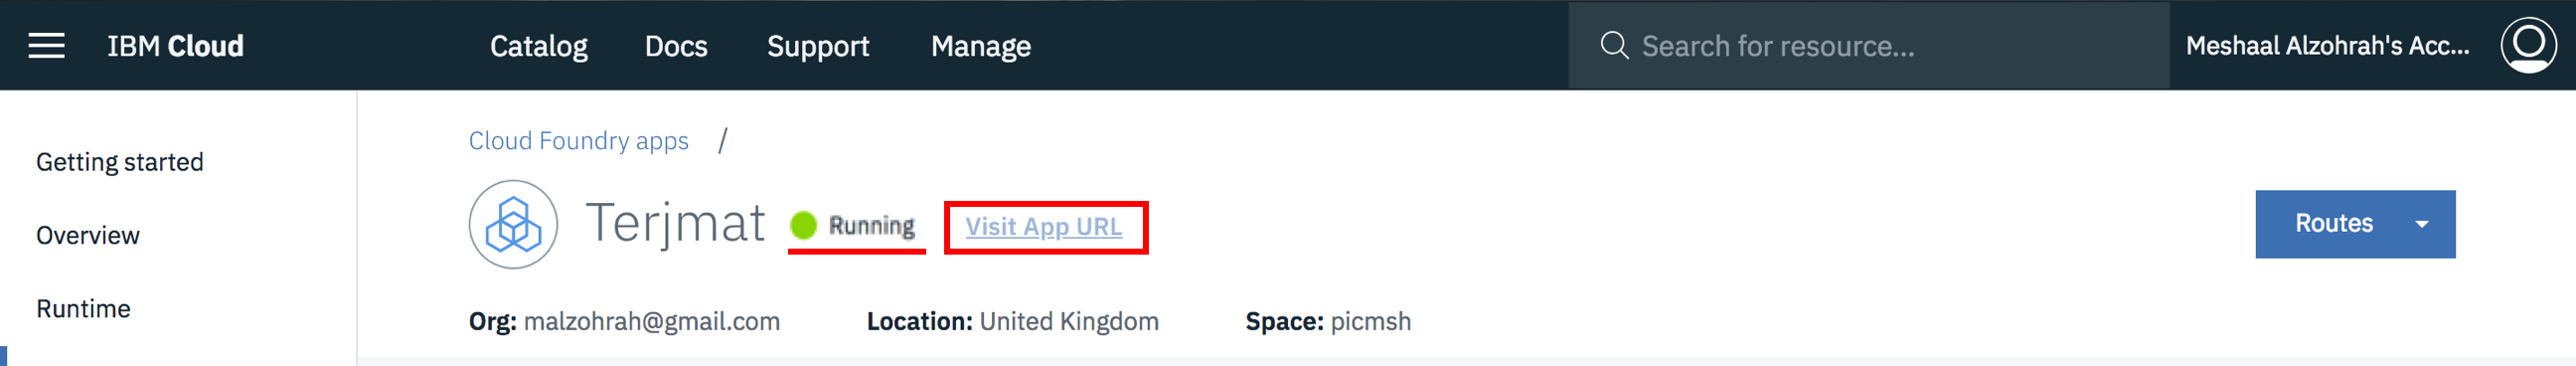 IBM Cloud Catalog Docs Support Manage Search for resource... Meshaal Alzohrah's Acc...
Getting started
Overview
Runtime
Cloud Foundry apps /
Terjmat Running Visit App URL Routes
Org: malzohrah@gmail.com Location: United Kingdom Space: picmsh